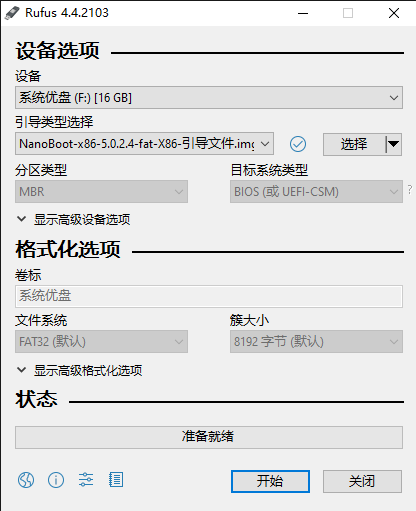 Rufus 4.4.2103
设备选项
设备
系统优盘 (F:) [16 GB]
引导类型选择
NanoBoot-x86-5.0.2.4-fat-X86-引导文件.img
选择
分区类型
目标系统类型
MBR
BIOS (或 UEFI-CSM)
?
显示高级设备选项
格式化选项
卷标
系统优盘
文件系统
簇大小
FAT32 (默认)
8192 字节 (默认)
显示高级格式化选项
状态
准备就绪
开始
关闭